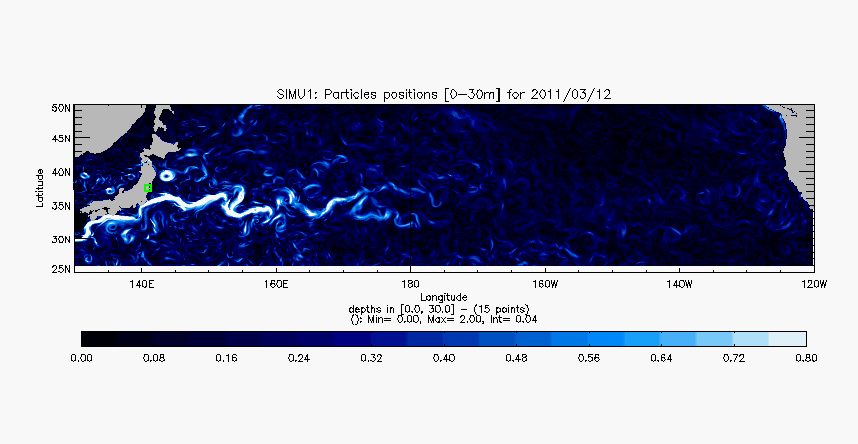 SIMU1: Particles positions [0-30m] for 2011/03/12
50N
45N
40N
35N
30N
25N
Latitude
140E 160E 180 160W 140W 120W
Longitude
depths in [0.0, 30.0] - (15 points)
(): Min= 0.00, Max= 2.00, Int= 0.04
0.00 0.08 0.16 0.24 0.32 0.40 0.48 0.56 0.64 0.72 0.80